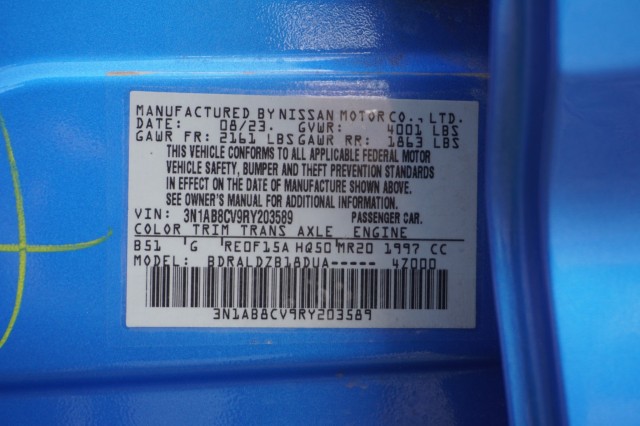 MANUFACTURED BY NISSAN MOTOR CO., LTD.
DATE: 08/23. GVWR: 4001 LBS
GAWR FR: 2161 LBS GAWR RR: 1863 LBS
THIS VEHICLE CONFORMS TO ALL APPLICABLE FEDERAL MOTOR
VEHICLE SAFETY, BUMPER AND THEFT PREVENTION STANDARDS
IN EFFECT ON THE DATE OF MANUFACTURE SHOWN ABOVE.
SEE OWNER'S MANUAL FOR ADDITIONAL INFORMATION.
VIN: 3N1AB8CV9RY203589 PASSENGER CAR.
COLOR TRIM TRANS AXLE ENGINE
B51 G RE0F15A HQ50 MR20 1997 CC
MODEL: BDRALDZB18DUA----- 47000
3N1AB8CV9RY203589